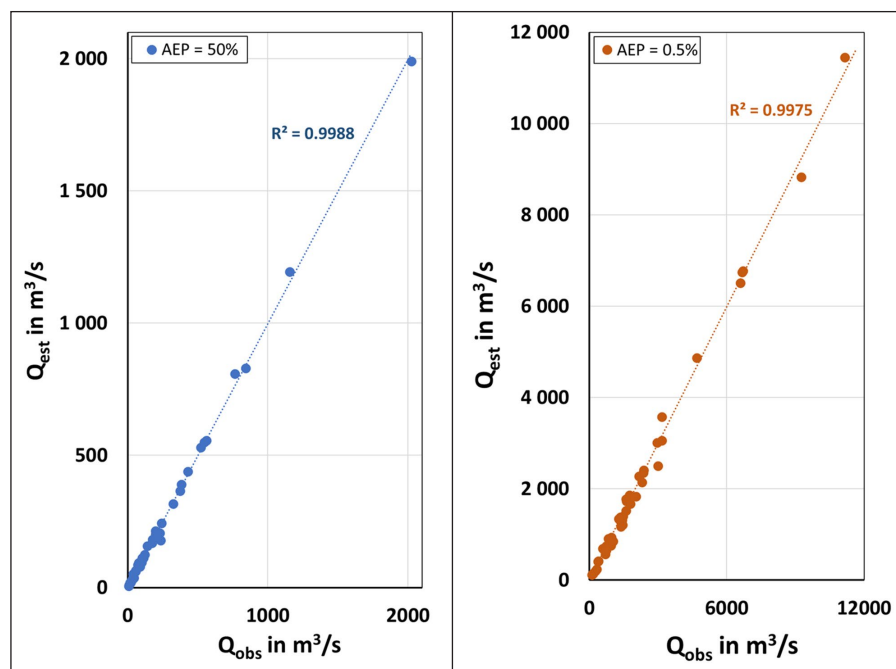 AEP = 50%
2 000
1 500
1 000
500
0
R² = 0.9988
Qest in m³/s
0
1000
2000
Qobs in m³/s
AEP = 0.5%
12 000
10 000
8 000
6 000
4 000
2 000
0
R² = 0.9975
Qest in m³/s
0
6000
12000
Qobs in m³/s